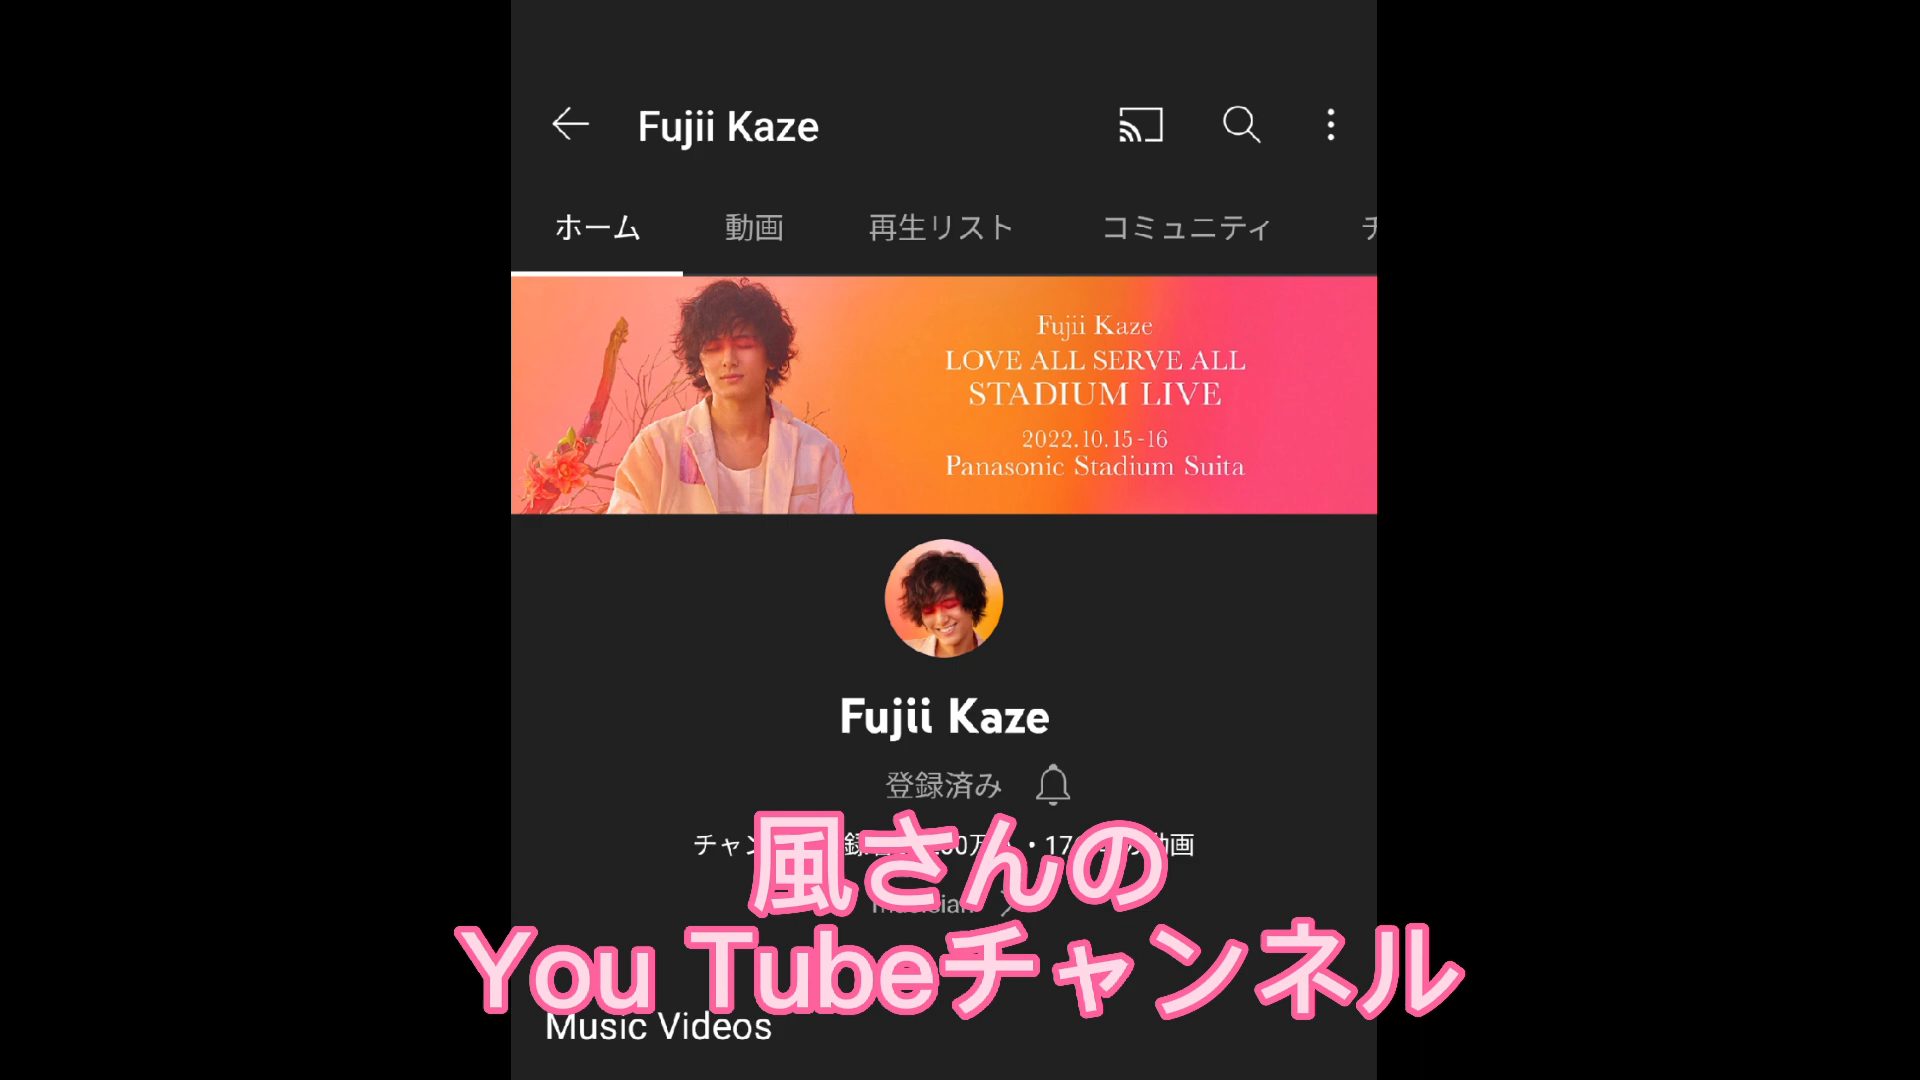 Fujii Kaze
ホーム 動画 再生リスト コミュニティ
Fujii Kaze
LOVE ALL SERVE ALL
STADIUM LIVE
2022.10.15-16
Panasonic Stadium Suita
Fujii Kaze
登録済み
風さんの
You Tubeチャンネル
Music Videos